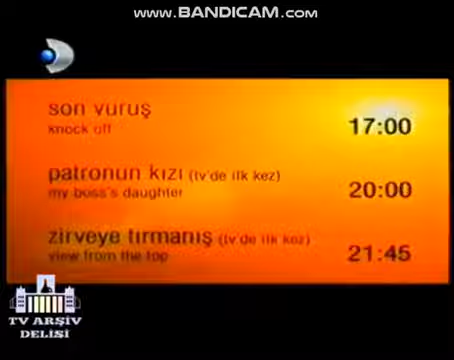 www.BANDICAM.com
son vuruş
knock off
17:00
patronun kızı (tv'de ilk kez)
my boss's daughter
20:00
zirveye tırmanış (tv'de ilk kez)
view from the top
21:45
TV ARŞİV
DELİSİ